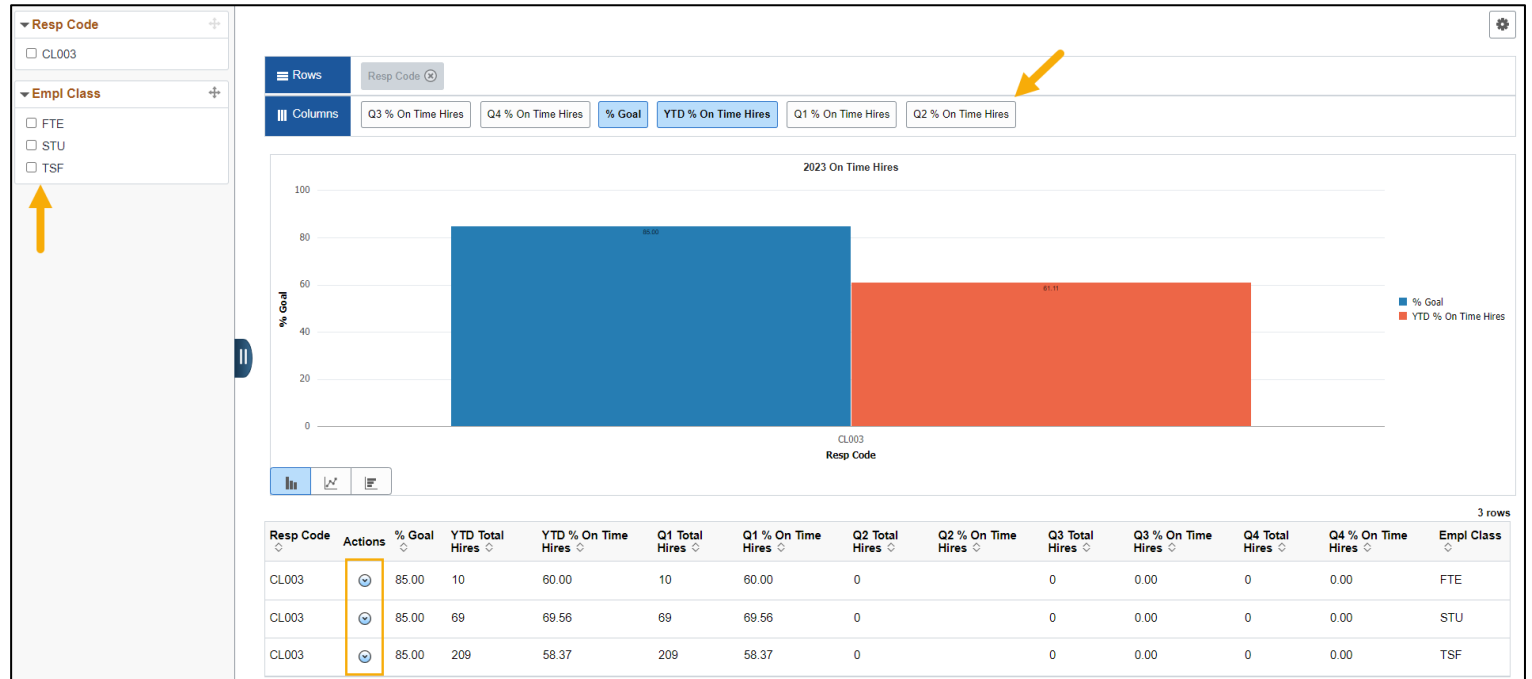 Resp Code
CL003
Empl Class
FTE
STU
TSF
Rows
Resp Code
Columns
Q3 % On Time Hires
Q4 % On Time Hires
% Goal
YTD % On Time Hires
Q1 % On Time Hires
Q2 % On Time Hires
2023 On Time Hires
100
80
60
40
20
0
% Goal
85.00
61.11
CL003
Resp Code
% Goal
YTD % On Time Hires
3 rows
Resp Code Actions % Goal YTD Total Hires YTD % On Time Hires Q1 Total Hires Q1 % On Time Hires Q2 Total Hires Q2 % On Time Hires Q3 Total Hires Q3 % On Time Hires Q4 Total Hires Q4 % On Time Hires Empl Class
CL003 85.00 10 60.00 10 60.00 0 0 0.00 0 0.00 FTE
CL003 85.00 69 69.56 69 69.56 0 0 0.00 0 0.00 STU
CL003 85.00 209 58.37 209 58.37 0 0 0.00 0 0.00 TSF